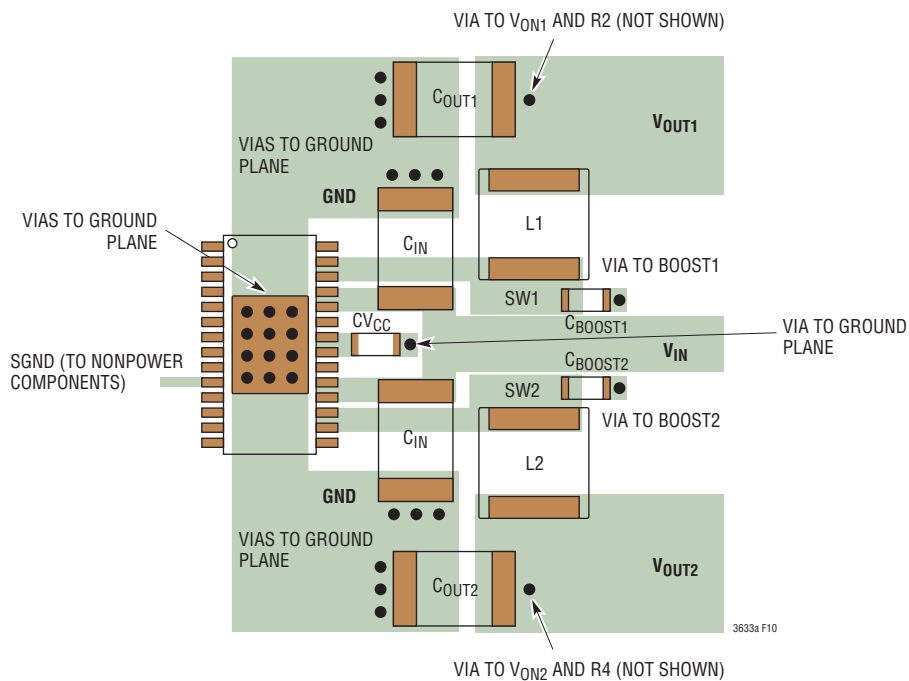 VIA TO VON1 AND R2 (NOT SHOWN)
COUT1
VOUT1
VIAS TO GROUND
PLANE
GND
VIAS TO GROUND
PLANE
L1
CIN
VIA TO BOOST1
SW1
CVCC
CBOOST1
VIA TO GROUND
PLANE
VIN
SGND (TO NONPOWER
COMPONENTS)
CBOOST2
SW2
VIA TO BOOST2
CIN
L2
GND
VIAS TO GROUND
PLANE
COUT2
VOUT2
3633a F10
VIA TO VON2 AND R4 (NOT SHOWN)